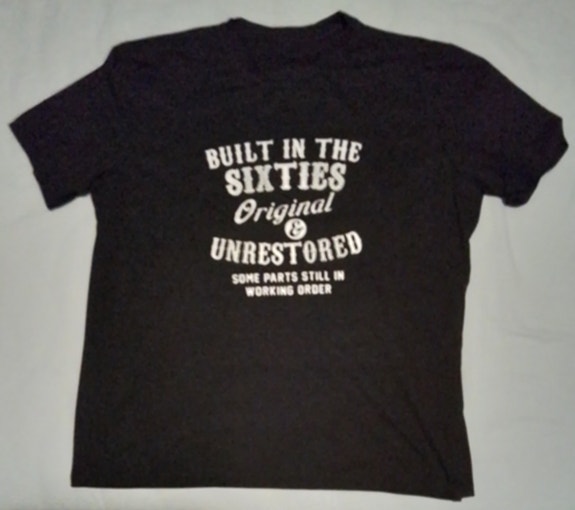 BUILT IN THE
SIXTIES
Original
&
UNRESTORED
SOME PARTS STILL IN
WORKING ORDER